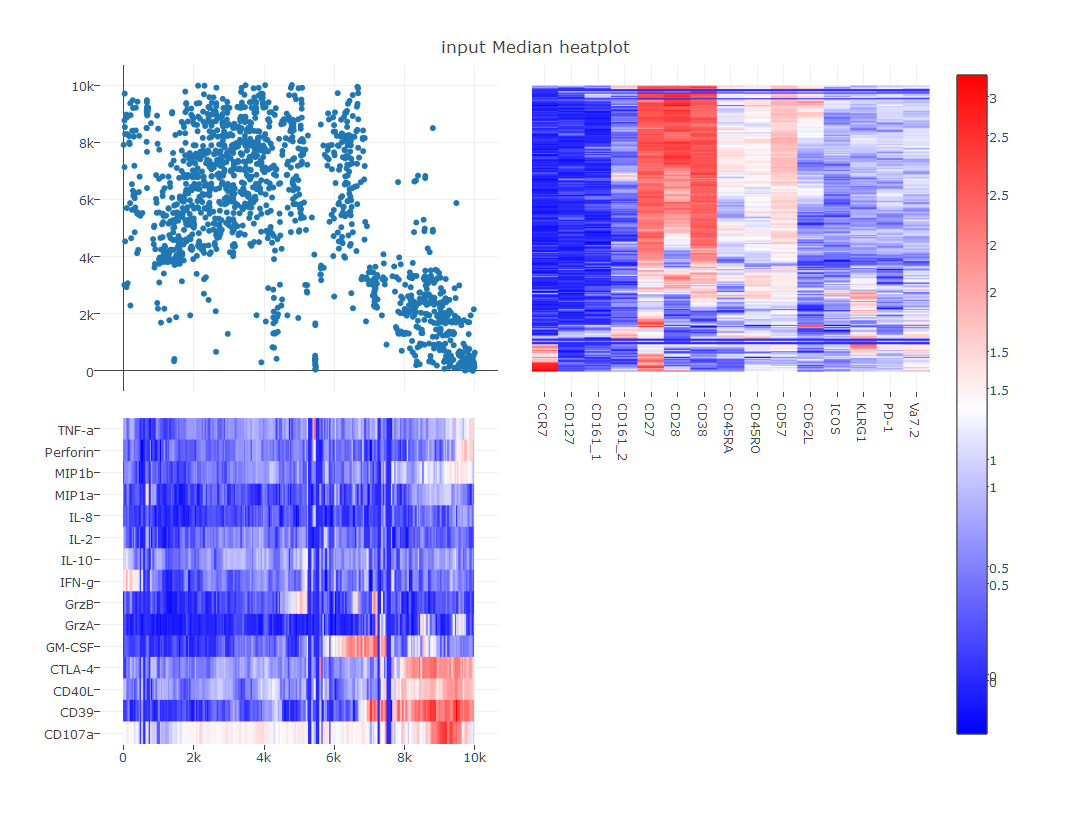 input Median heatplot
10k
8k
6k
4k
2k
0
CCR7
CD127
CD161_1
CD161_2
CD27
CD28
CD38
CD45RA
CD45RO
CD57
CD62L
ICOS
KLRG1
PD-1
Va7.2
3
2.5
2.5
2
2
1.5
1.5
1
1
0.5
0.5
0
0
TNF-a
Perforin
MIP1b
MIP1a
IL-8
IL-2
IL-10
IFN-g
GrzB
GrzA
GM-CSF
CTLA-4
CD40L
CD39
CD107a
0
2k
4k
6k
8k
10k